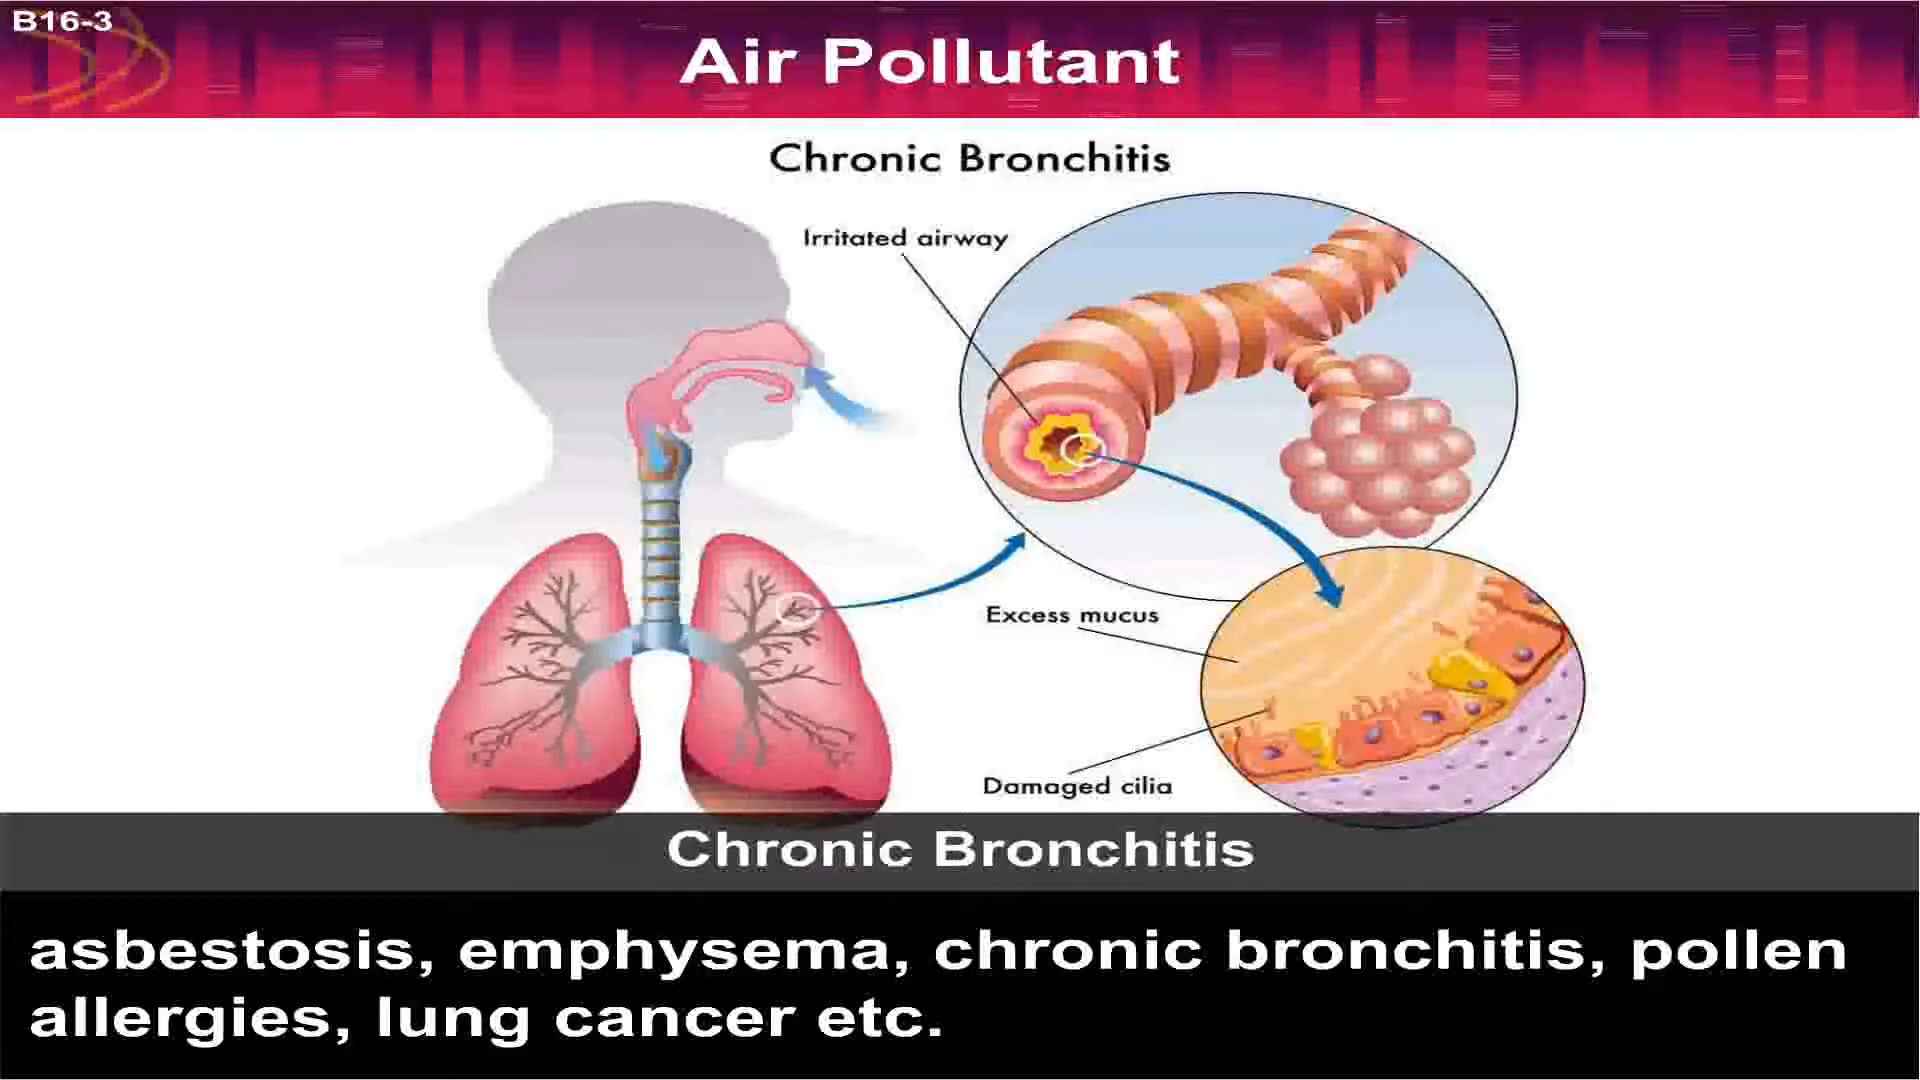 B16-3
Air Pollutant
Chronic Bronchitis
Irritated airway
Excess mucus
Damaged cilia
Chronic Bronchitis
asbestosis, emphysema, chronic bronchitis, pollen
allergies, lung cancer etc.